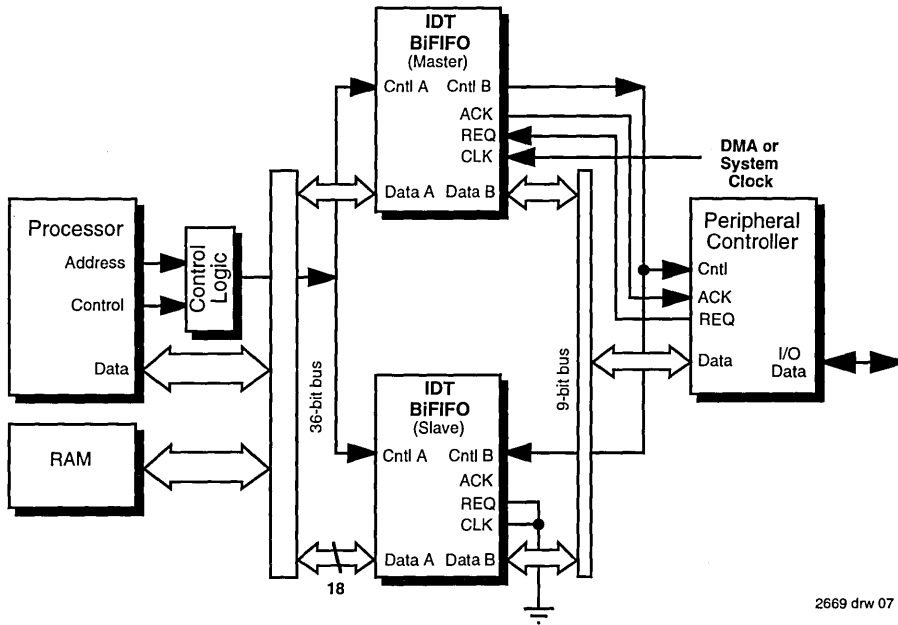 IDT
BiFIFO
(Master)
Cntl A
Cntl B
ACK
REQ
CLK
Data A
Data B
DMA or
System
Clock
Processor
Address
Control
Data
Control
Logic
RAM
36-bit bus
9-bit bus
Peripheral
Controller
Cntl
ACK
REQ
Data
I/O
Data
IDT
BiFIFO
(Slave)
Cntl A
Cntl B
ACK
REQ
CLK
Data A
Data B
18
2669 drw 07